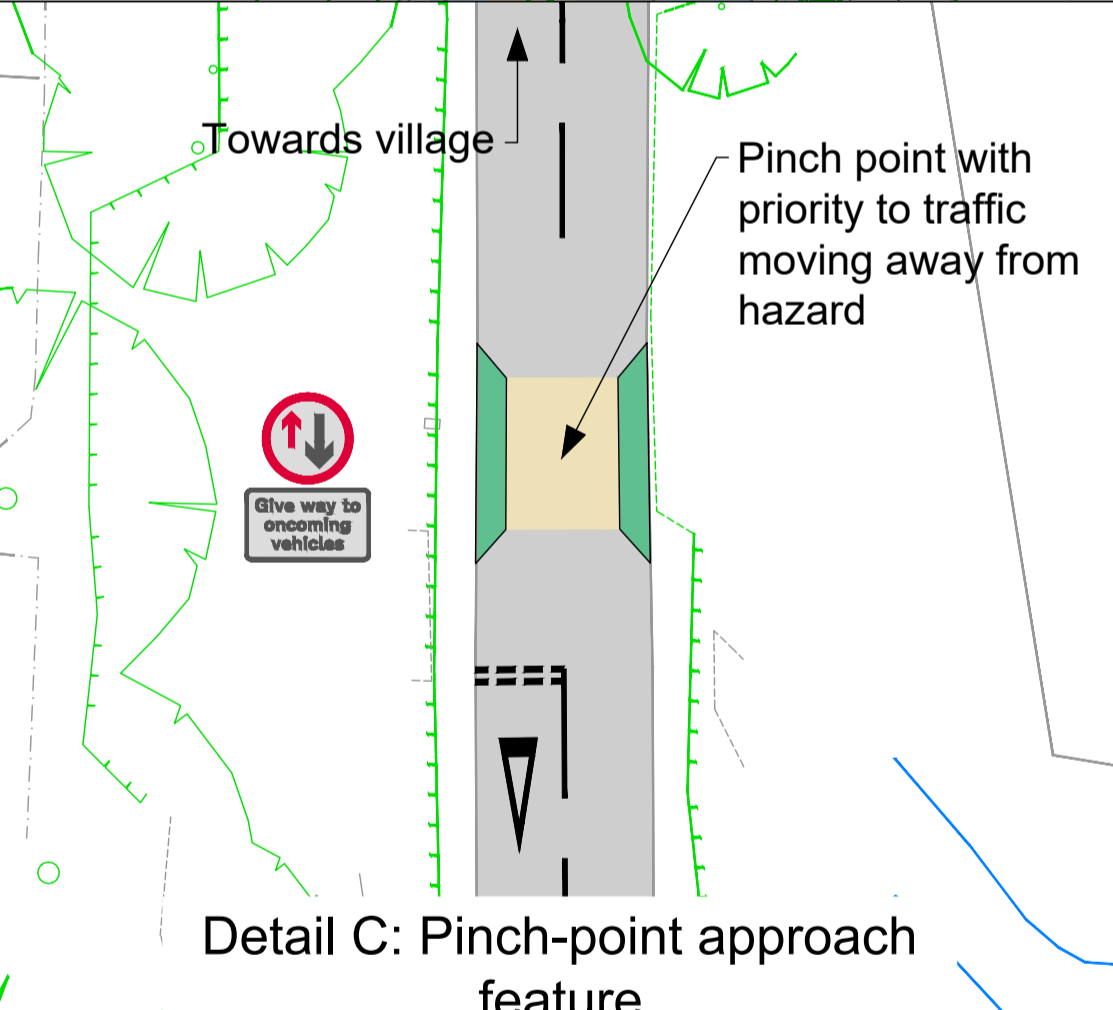 Towards village
Pinch point with
priority to traffic
moving away from
hazard
Give way to
oncoming
vehicles
Detail C: Pinch-point approach
feature